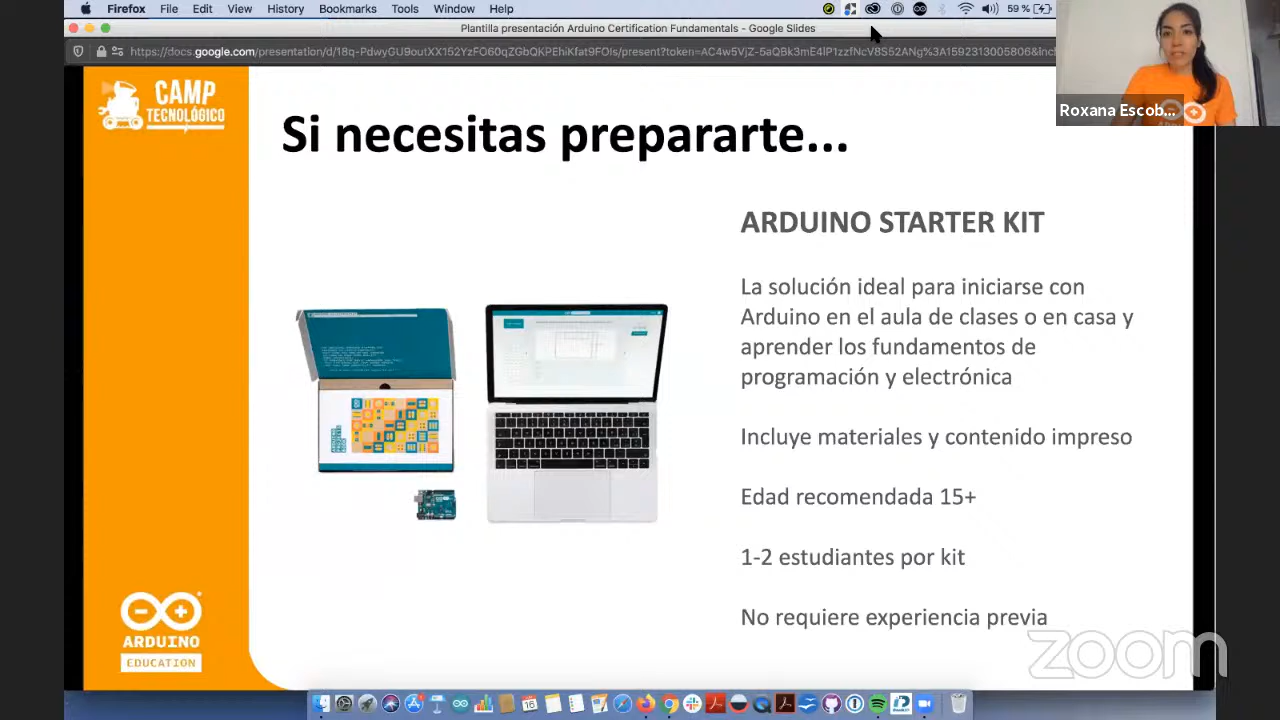 Firefox File Edit View History Bookmarks Tools Window Help
59 %
Plantilla presentación Arduino Certification Fundamentals - Google Slides
Roxana Escob...
CAMP
TECNOLÓGICO
Si necesitas prepararte...
ARDUINO STARTER KIT
La solución ideal para iniciarse con
Arduino en el aula de clases o en casa y
aprender los fundamentos de
programación y electrónica
Incluye materiales y contenido impreso
Edad recomendada 15+
1-2 estudiantes por kit
No requiere experiencia previa
ARDUINO
EDUCATION
zoom